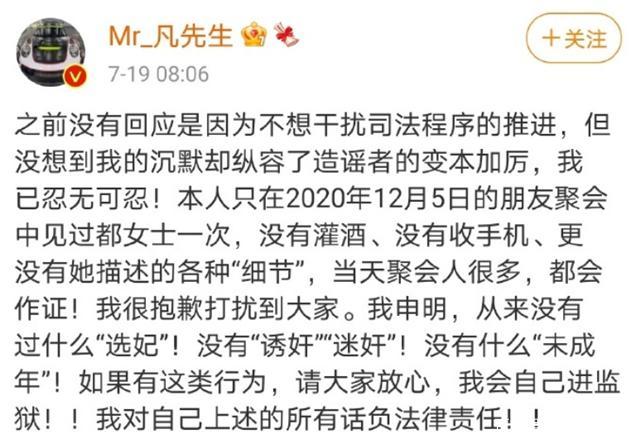 Mr_凡先生
+关注
7-19 08:06
之前没有回应是因为不想干扰司法程序的推进，但
没想到我的沉默却纵容了造谣者的变本加厉，我
已忍无可忍！本人只在2020年12月5日的朋友聚会
中见过都女士一次，没有灌酒、没有收手机、更
没有她描述的各种“细节”，当天聚会人很多，都会
作证！我很抱歉打扰到大家。我申明，从来没有
过什么“选妃”！没有“诱奸”“迷奸”！没有什么“未成
年”！如果有这类行为，请大家放心，我会自己进监
狱！！我对自己上述的所有话负法律责任！！